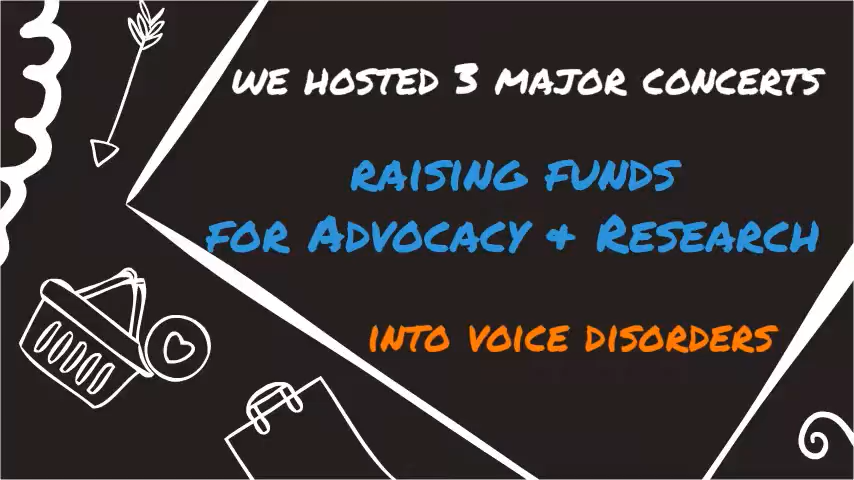 WE HOSTED 3 MAJOR CONCERTS
RAISING FUNDS
FOR ADVOCACY & RESEARCH
INTO VOICE DISORDERS